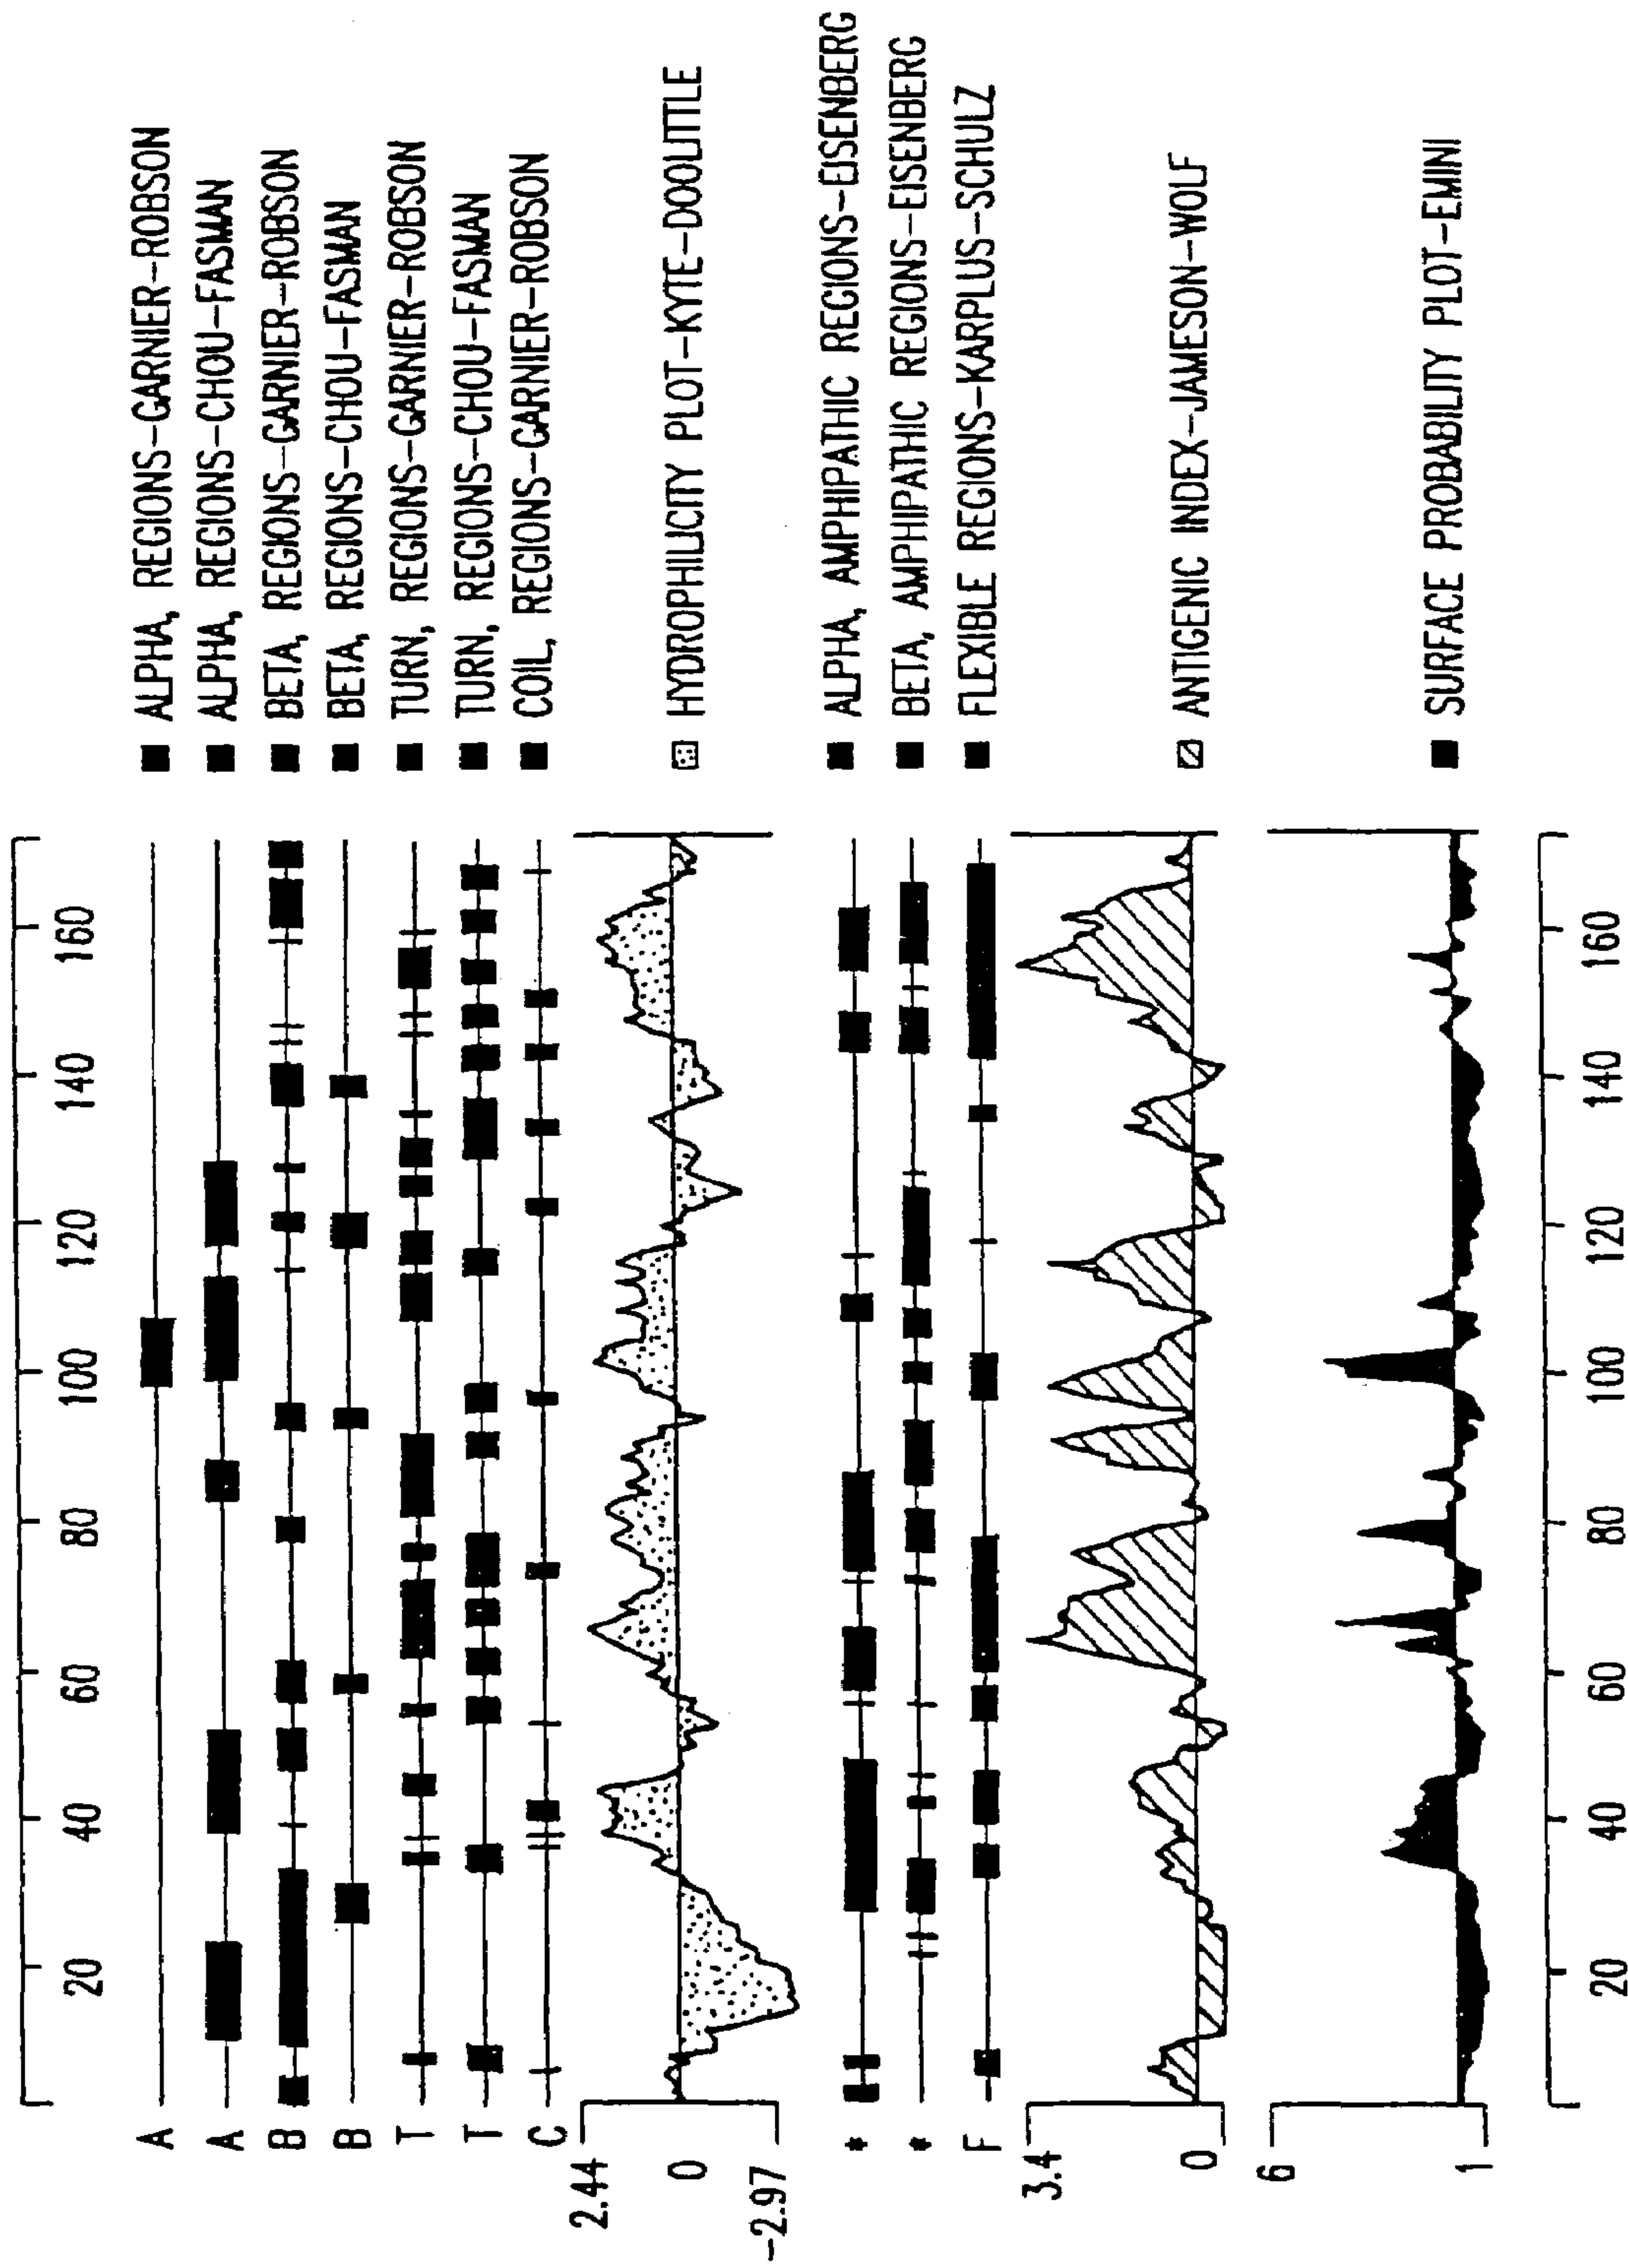 20 40 60 80 100 120 140 160
A ALPHA, REGIONS-GARNIER-ROBSON
A ALPHA, REGIONS-CHOU-FASMAN
B BETA, REGIONS-GARNIER-ROBSON
B BETA, REGIONS-CHOU-FASMAN
T TURN, REGIONS-GARNIER-ROBSON
T TURN, REGIONS-CHOU-FASMAN
C COIL, REGIONS-GARNIER-ROBSON
2.44
0 HYDROPHILICITY PLOT-KYTE-DOOLITTLE
-2.97
* ALPHA, AMPHIPATHIC REGIONS-EISENBERG
* BETA, AMPHIPATHIC REGIONS-EISENBERG
F FLEXIBLE REGIONS-KARPLUS-SCHULZ
3.4
0 ANTIGENIC INDEX-JAMESON-WOLF
6
SURFACE PROBABILITY PLOT-EMINI
1
20 40 60 80 100 120 140 160